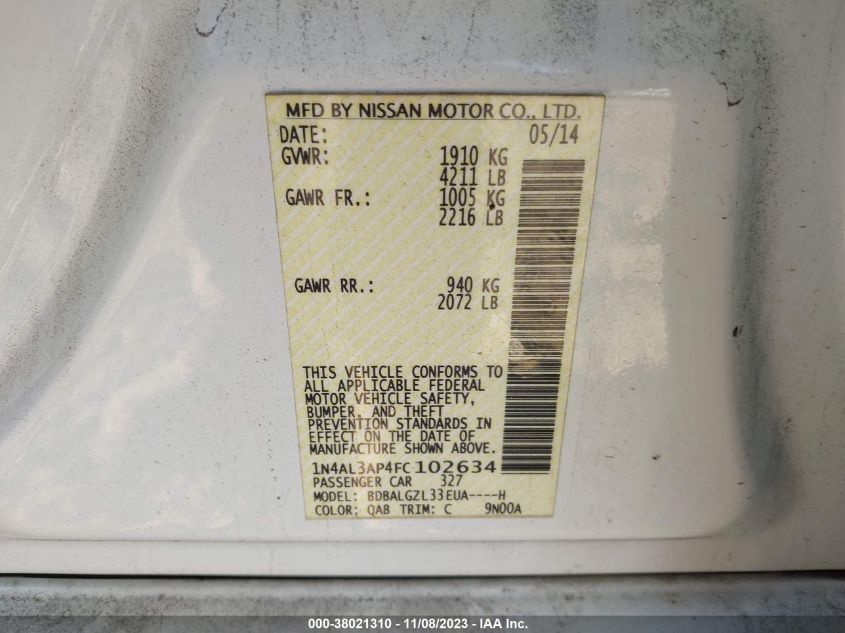 MFD BY NISSAN MOTOR CO., LTD.
DATE: 05/14
GVWR: 1910 KG
4211 LB
GAWR FR.: 1005 KG
2216 LB
GAWR RR.: 940 KG
2072 LB
THIS VEHICLE CONFORMS TO
ALL APPLICABLE FEDERAL
MOTOR VEHICLE SAFETY,
BUMPER, AND THEFT
PREVENTION STANDARDS IN
EFFECT ON THE DATE OF
MANUFACTURE SHOWN ABOVE.
1N4AL3AP4FC102634
PASSENGER CAR 327
MODEL: BDBALGZL33EUA----H
COLOR: QAB TRIM: C 9N00A
000-38021310 - 11/08/2023 - IAA Inc.